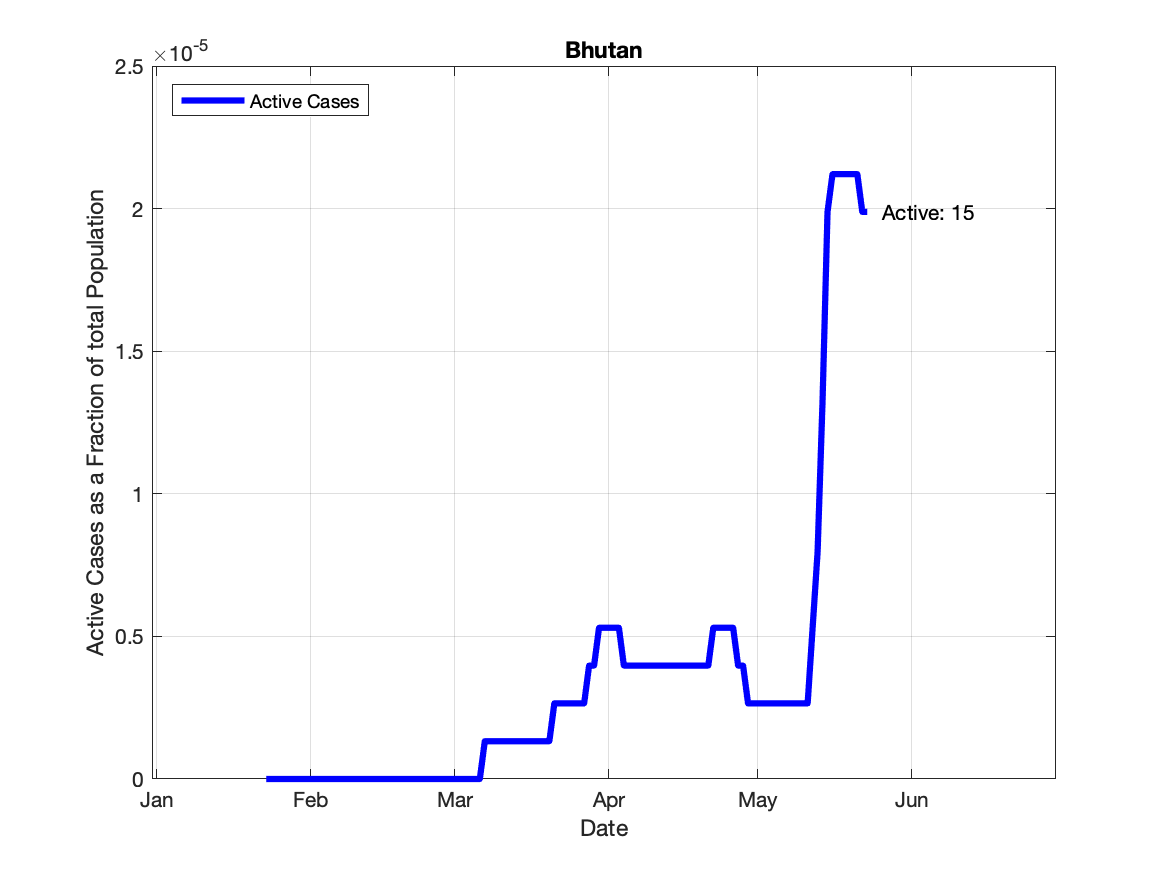 Bhutan
×10-5
2.5
2
1.5
1
0.5
0
Active Cases as a Fraction of total Population
Active Cases
Active: 15
Jan Feb Mar Apr May Jun
Date